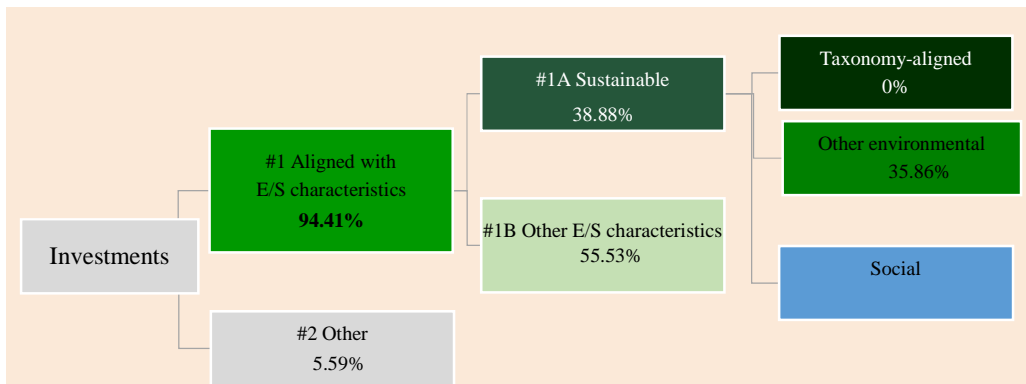 Investments
#1 Aligned with
E/S characteristics
94.41%
#2 Other
5.59%
#1A Sustainable
38.88%
#1B Other E/S characteristics
55.53%
Taxonomy-aligned
0%
Other environmental
35.86%
Social